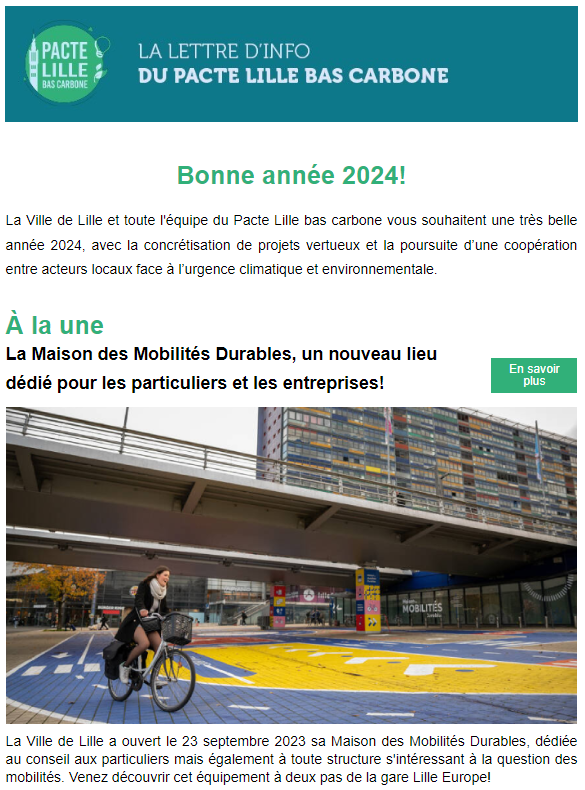 PACTE
LILLE
BAS CARBONE
LA LETTRE D'INFO
DU PACTE LILLE BAS CARBONE
Bonne année 2024!
La Ville de Lille et toute l'équipe du Pacte Lille bas carbone vous souhaitent une très belle
année 2024, avec la concrétisation de projets vertueux et la poursuite d’une coopération
entre acteurs locaux face à l’urgence climatique et environnementale.
À la une
La Maison des Mobilités Durables, un nouveau lieu
dédié pour les particuliers et les entreprises!
En savoir
plus
MOBILITÉS
La Ville de Lille a ouvert le 23 septembre 2023 sa Maison des Mobilités Durables, dédiée
au conseil aux particuliers mais également à toute structure s'intéressant à la question des
mobilités. Venez découvrir cet équipement à deux pas de la gare Lille Europe!